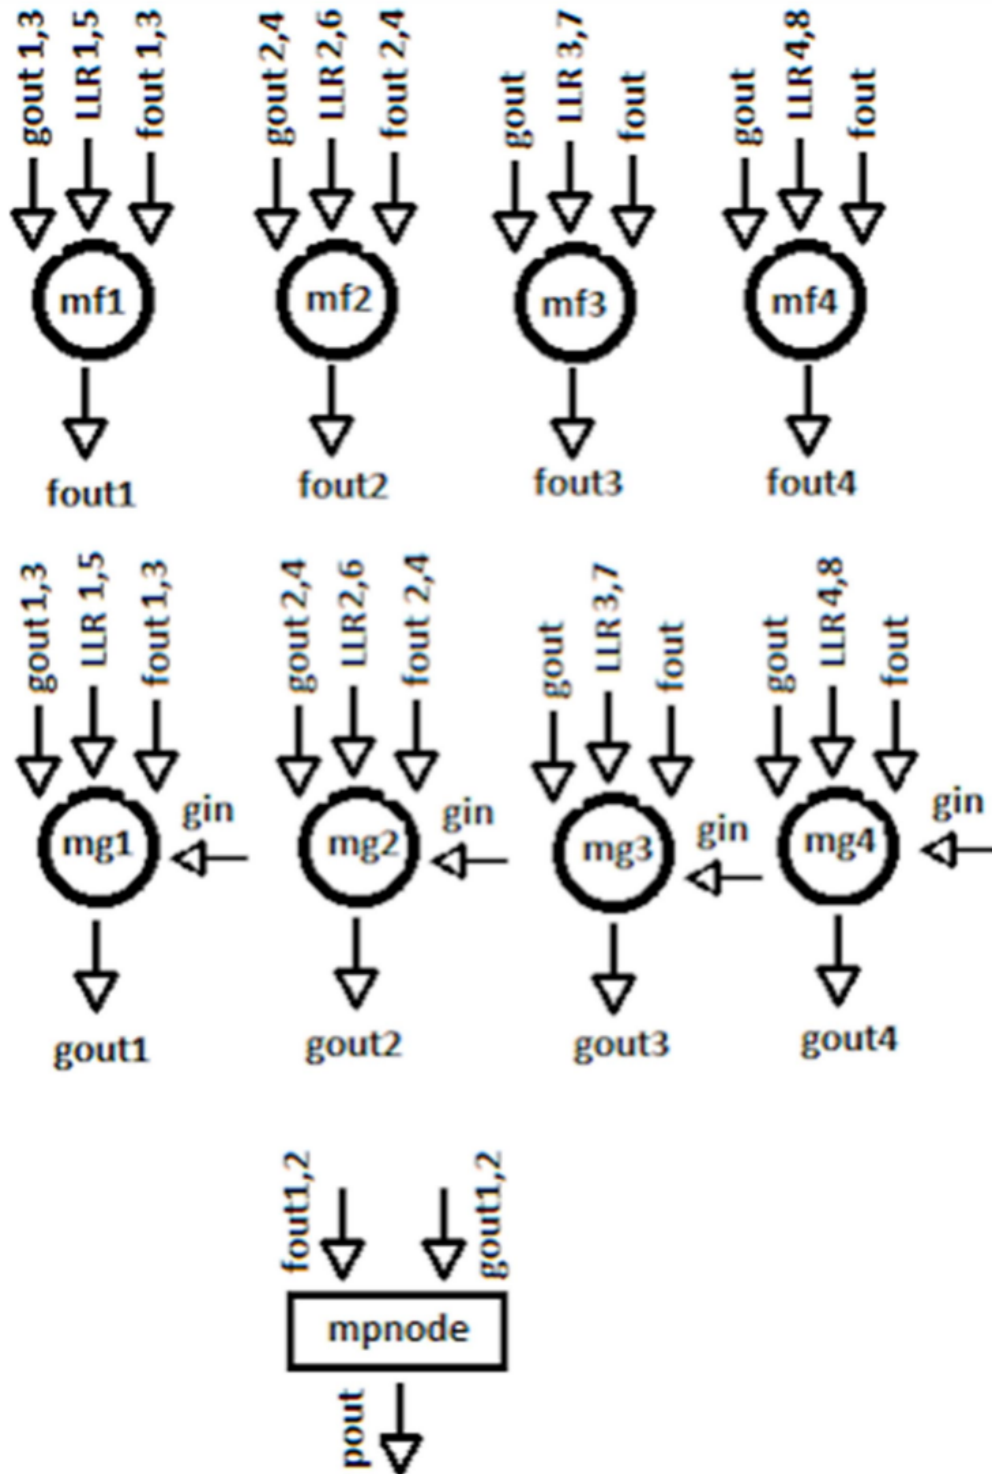 gout 1,3 LLR 1,5 fout 1,3 gout 2,4 LLR 2,6 fout 2,4 gout LLR 3,7 fout gout LLR 4,8 fout
mf1 mf2 mf3 mf4
fout1 fout2 fout3 fout4
gout 1,3 LLR 1,5 fout 1,3 gout 2,4 LLR 2,6 fout 2,4 gout LLR 3,7 fout gout LLR 4,8 fout
mg1 gin mg2 gin mg3 gin mg4 gin
gout1 gout2 gout3 gout4
fout1,2 gout1,2
mpnode
pout